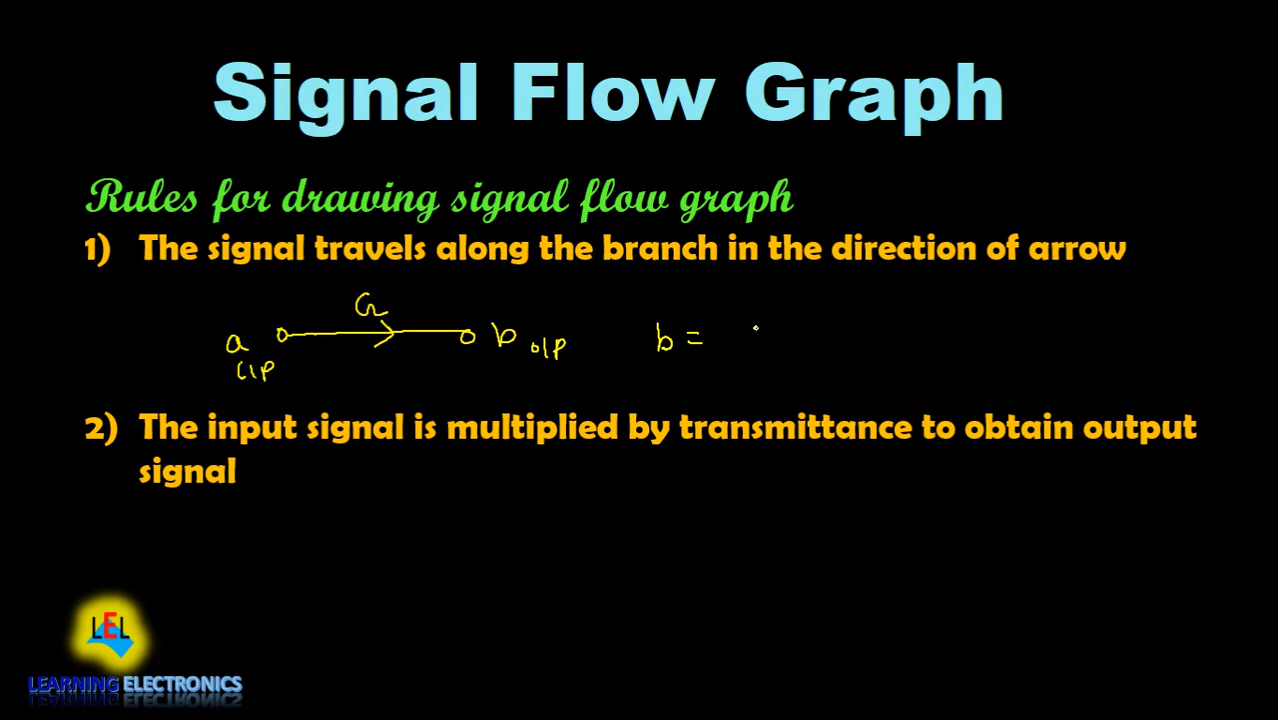 Signal Flow Graph
Rules for drawing signal flow graph
1) The signal travels along the branch in the direction of arrow
G
a b b =
i/p o/p
2) The input signal is multiplied by transmittance to obtain output
signal
LEL
LEARNING ELECTRONICS